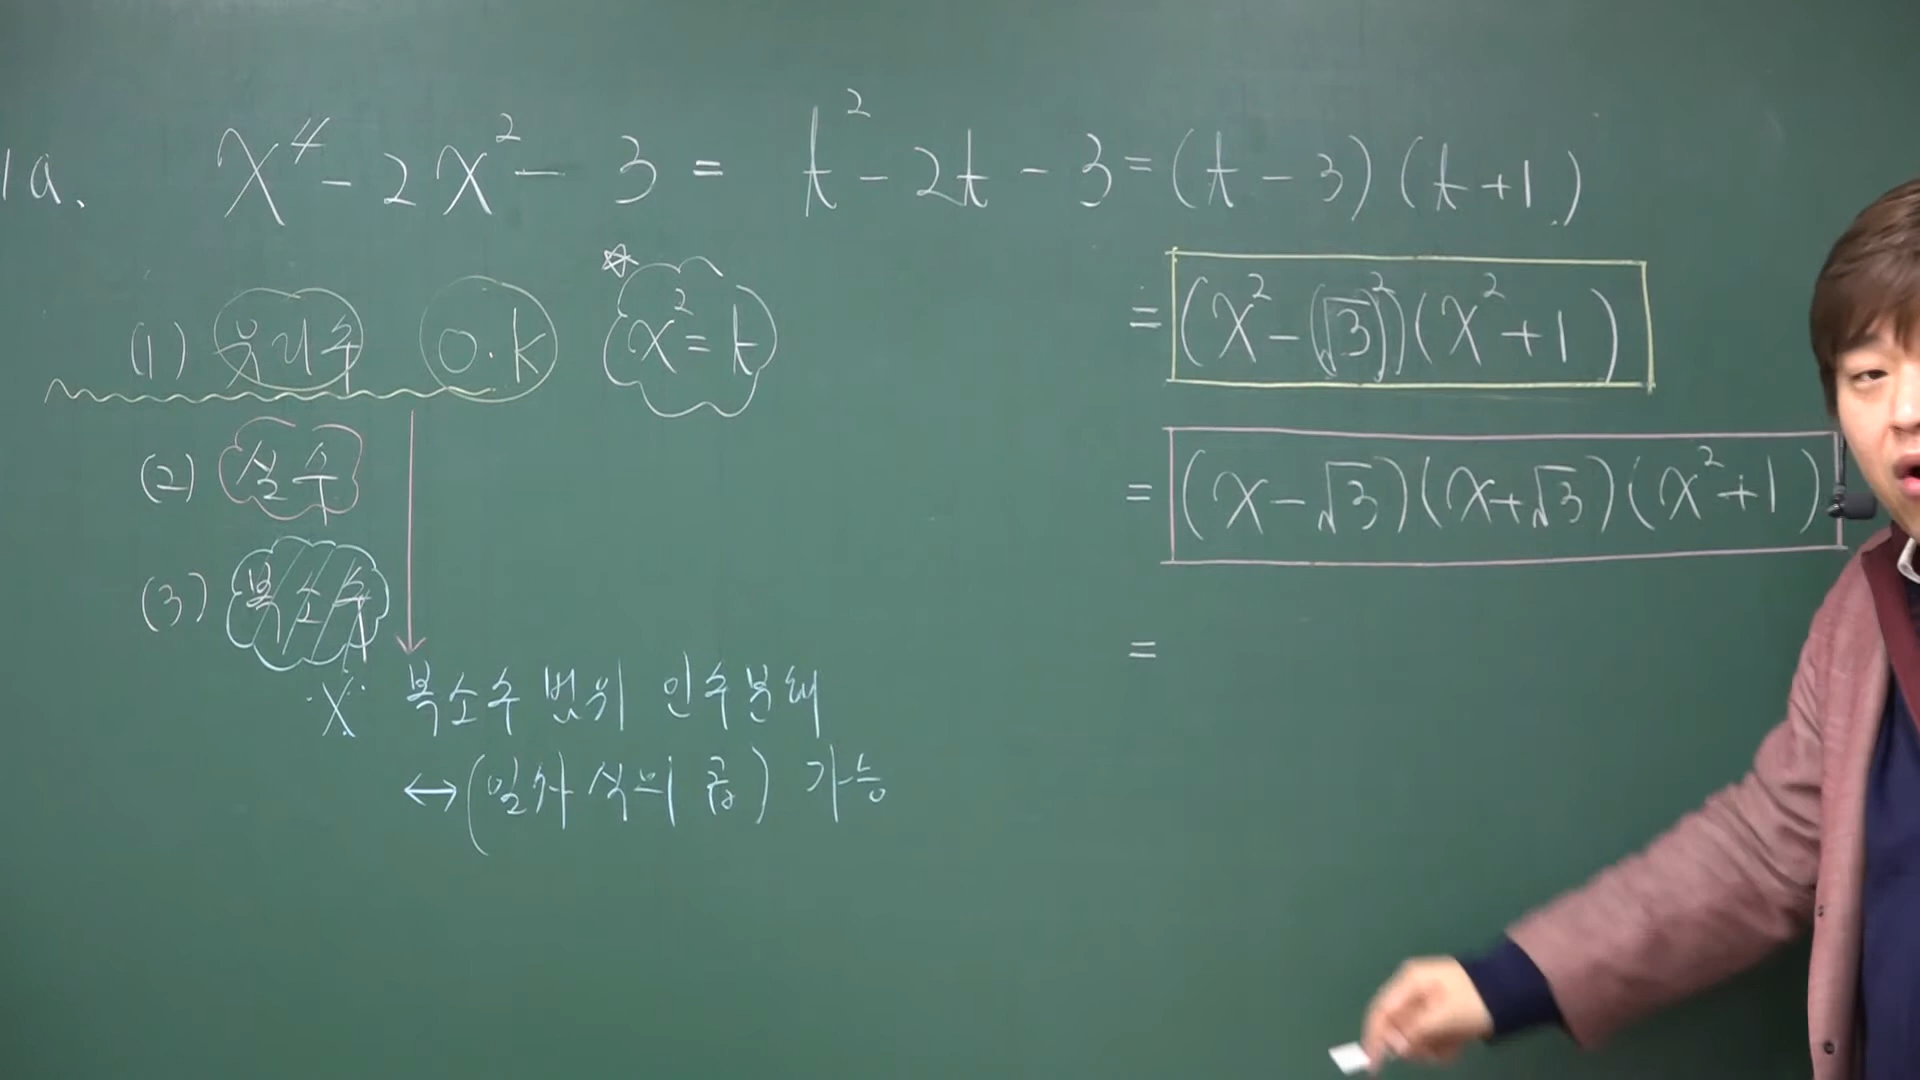 1a. x⁴ - 2x² - 3 = t² - 2t - 3 = (t - 3)(t + 1)
= (x² - (√3)²)(x² + 1)
(1) 유리수 O.K ☆ x² = t
(2) 실수
= (x - √3)(x + √3)(x² + 1)
(3) 복소수
=
※ 복소수 범위 인수분해
↔ (일차식의 곱) 가능